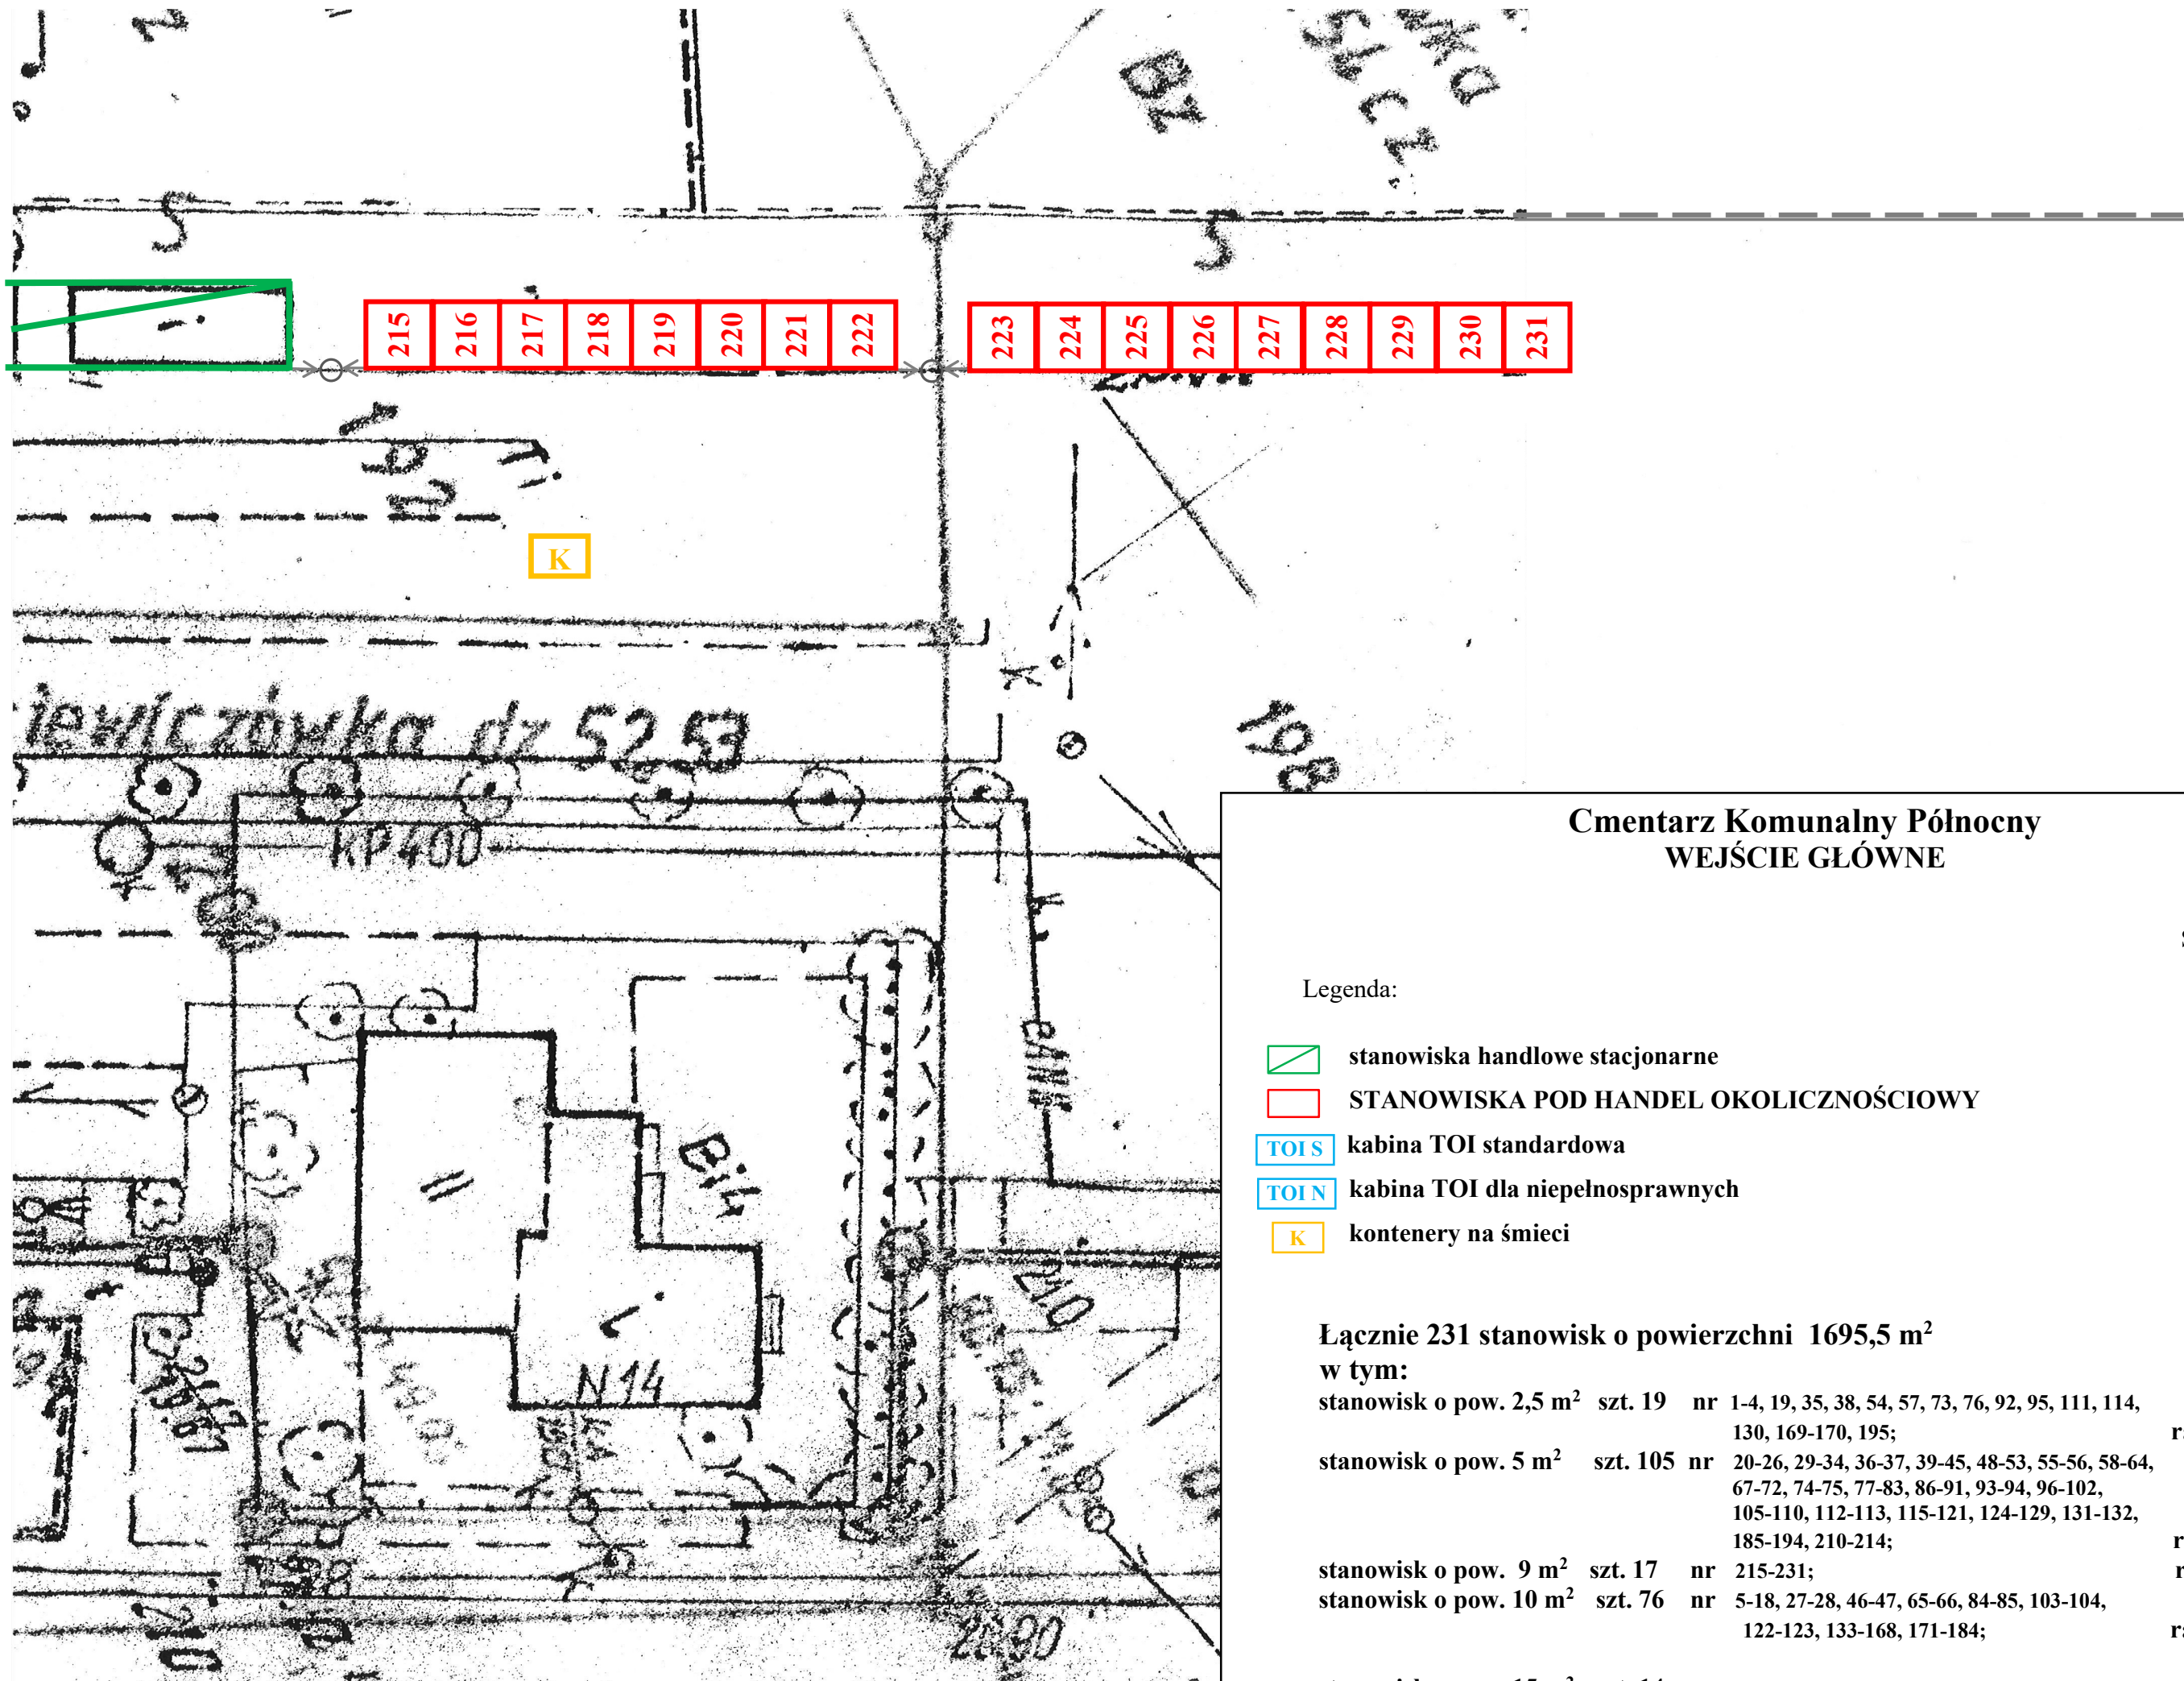 Bz
S
S
215 216 217 218 219 220 221 222
223 224 225 226 227 228 229 230 231
K
iewiczówka dz 52,53
198
KP400
N14
210
Cmentarz Komunalny Północny
WEJŚCIE GŁÓWNE
Legenda:
stanowiska handlowe stacjonarne
STANOWISKA POD HANDEL OKOLICZNOŚCIOWY
TOI S kabina TOI standardowa
TOI N kabina TOI dla niepełnosprawnych
K kontenery na śmieci
Łącznie 231 stanowisk o powierzchni 1695,5 m²
w tym:
stanowisk o pow. 2,5 m² szt. 19 nr 1-4, 19, 35, 38, 54, 57, 73, 76, 92, 95, 111, 114,
130, 169-170, 195;
stanowisk o pow. 5 m² szt. 105 nr 20-26, 29-34, 36-37, 39-45, 48-53, 55-56, 58-64,
67-72, 74-75, 77-83, 86-91, 93-94, 96-102,
105-110, 112-113, 115-121, 124-129, 131-132,
185-194, 210-214;
stanowisk o pow. 9 m² szt. 17 nr 215-231;
stanowisk o pow. 10 m² szt. 76 nr 5-18, 27-28, 46-47, 65-66, 84-85, 103-104,
122-123, 133-168, 171-184;